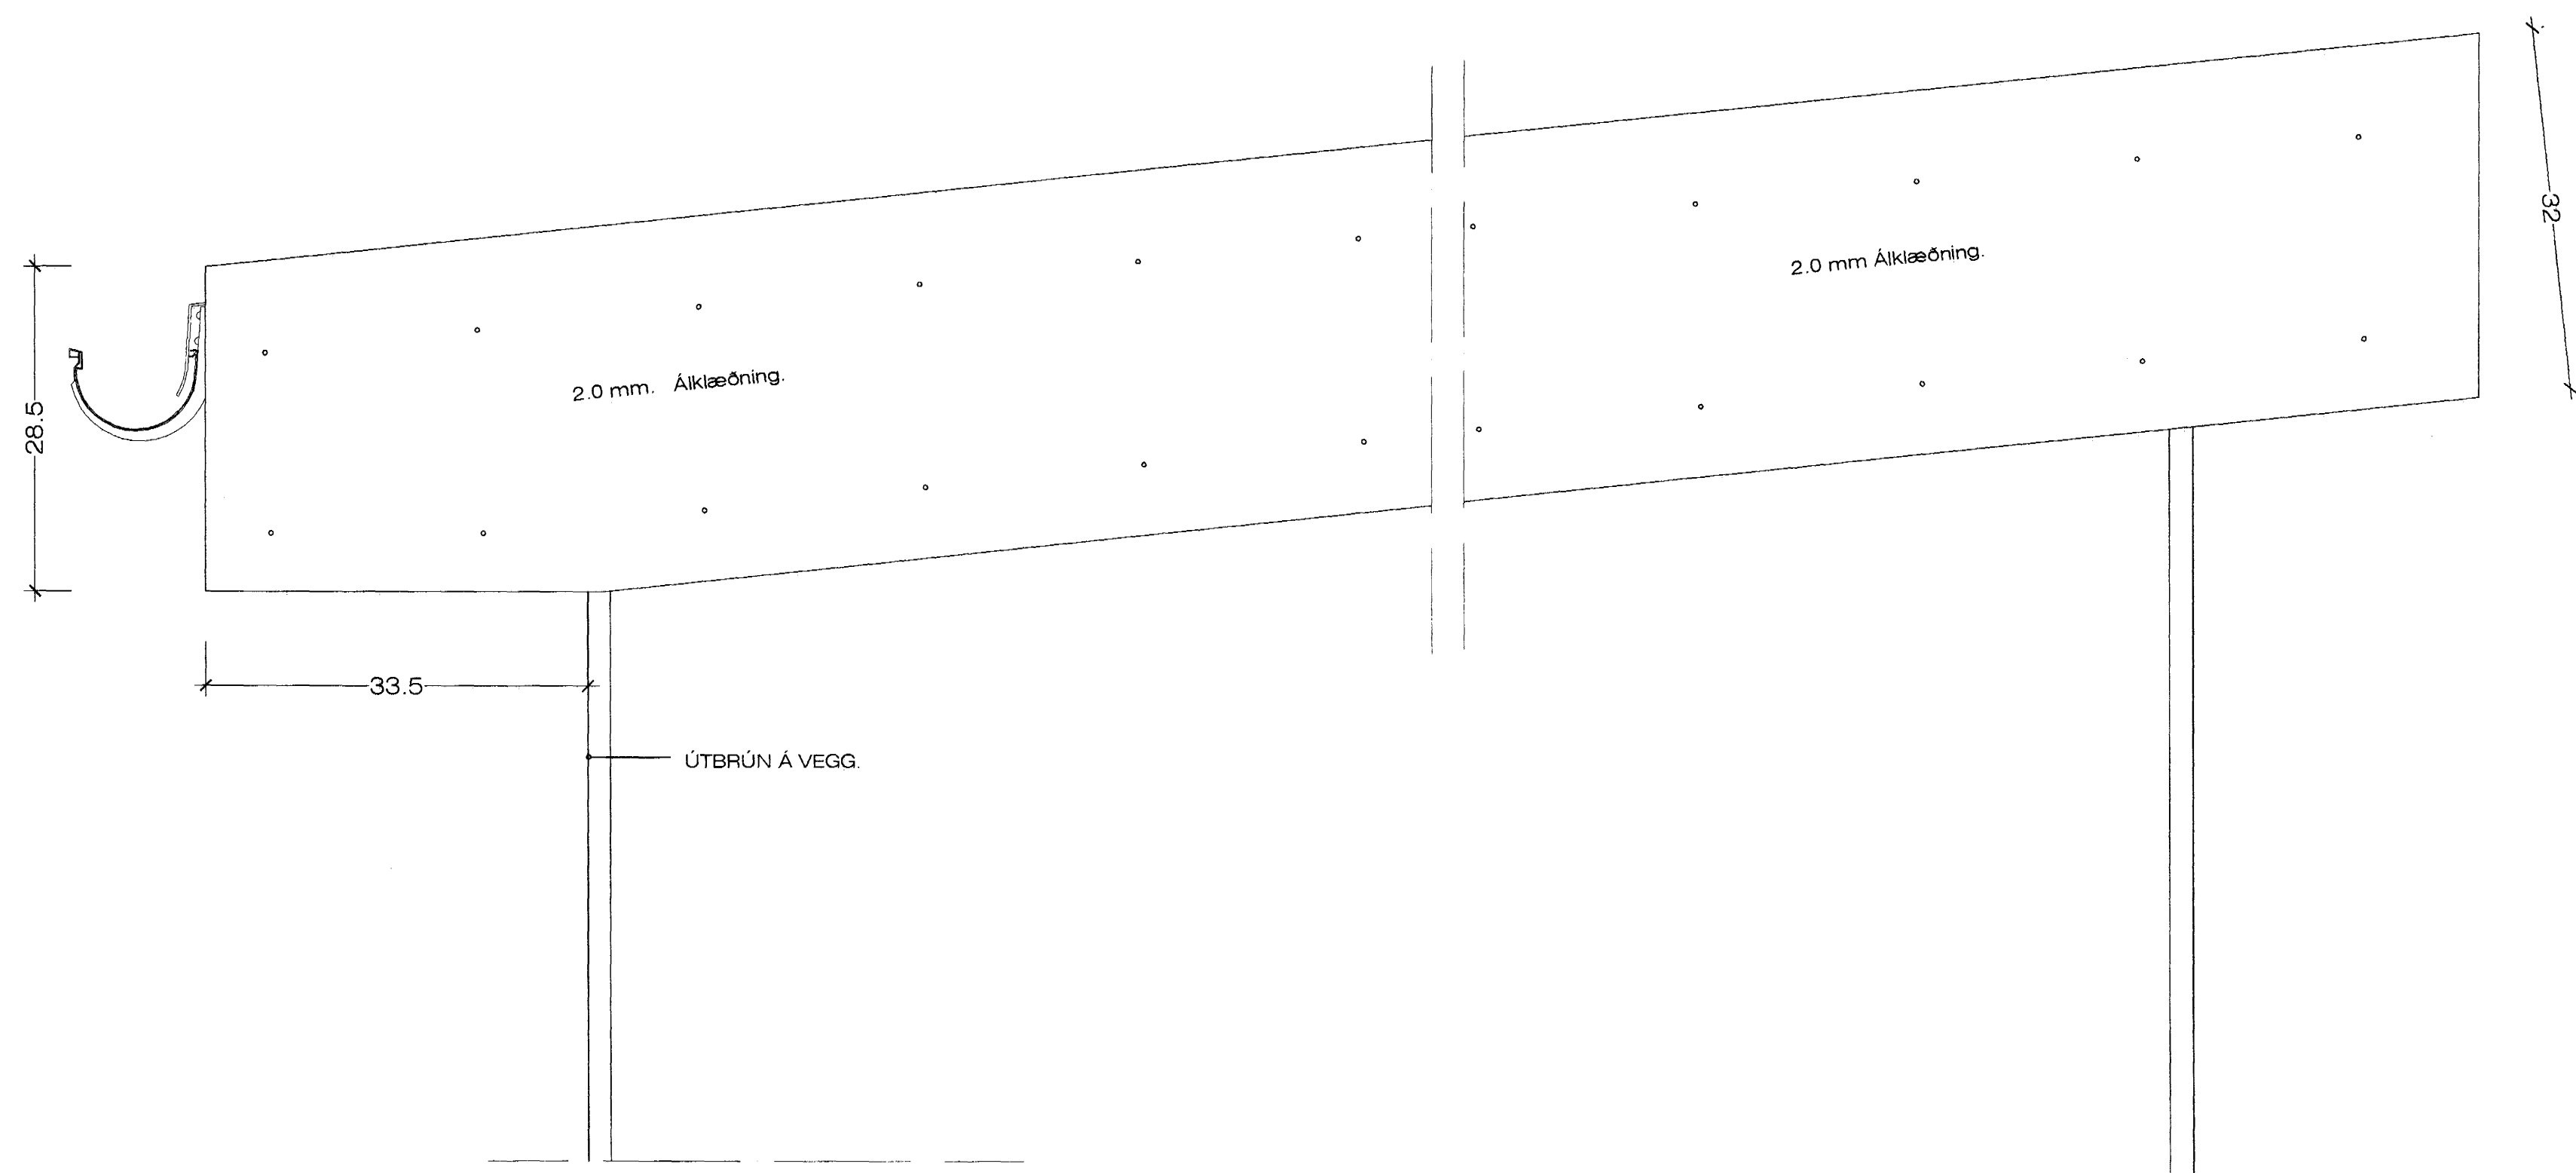 32
2.0 mm Álklæðning.
2.0 mm. Álklæðning.
28.5
33.5
ÚTBRÚN Á VEGG.